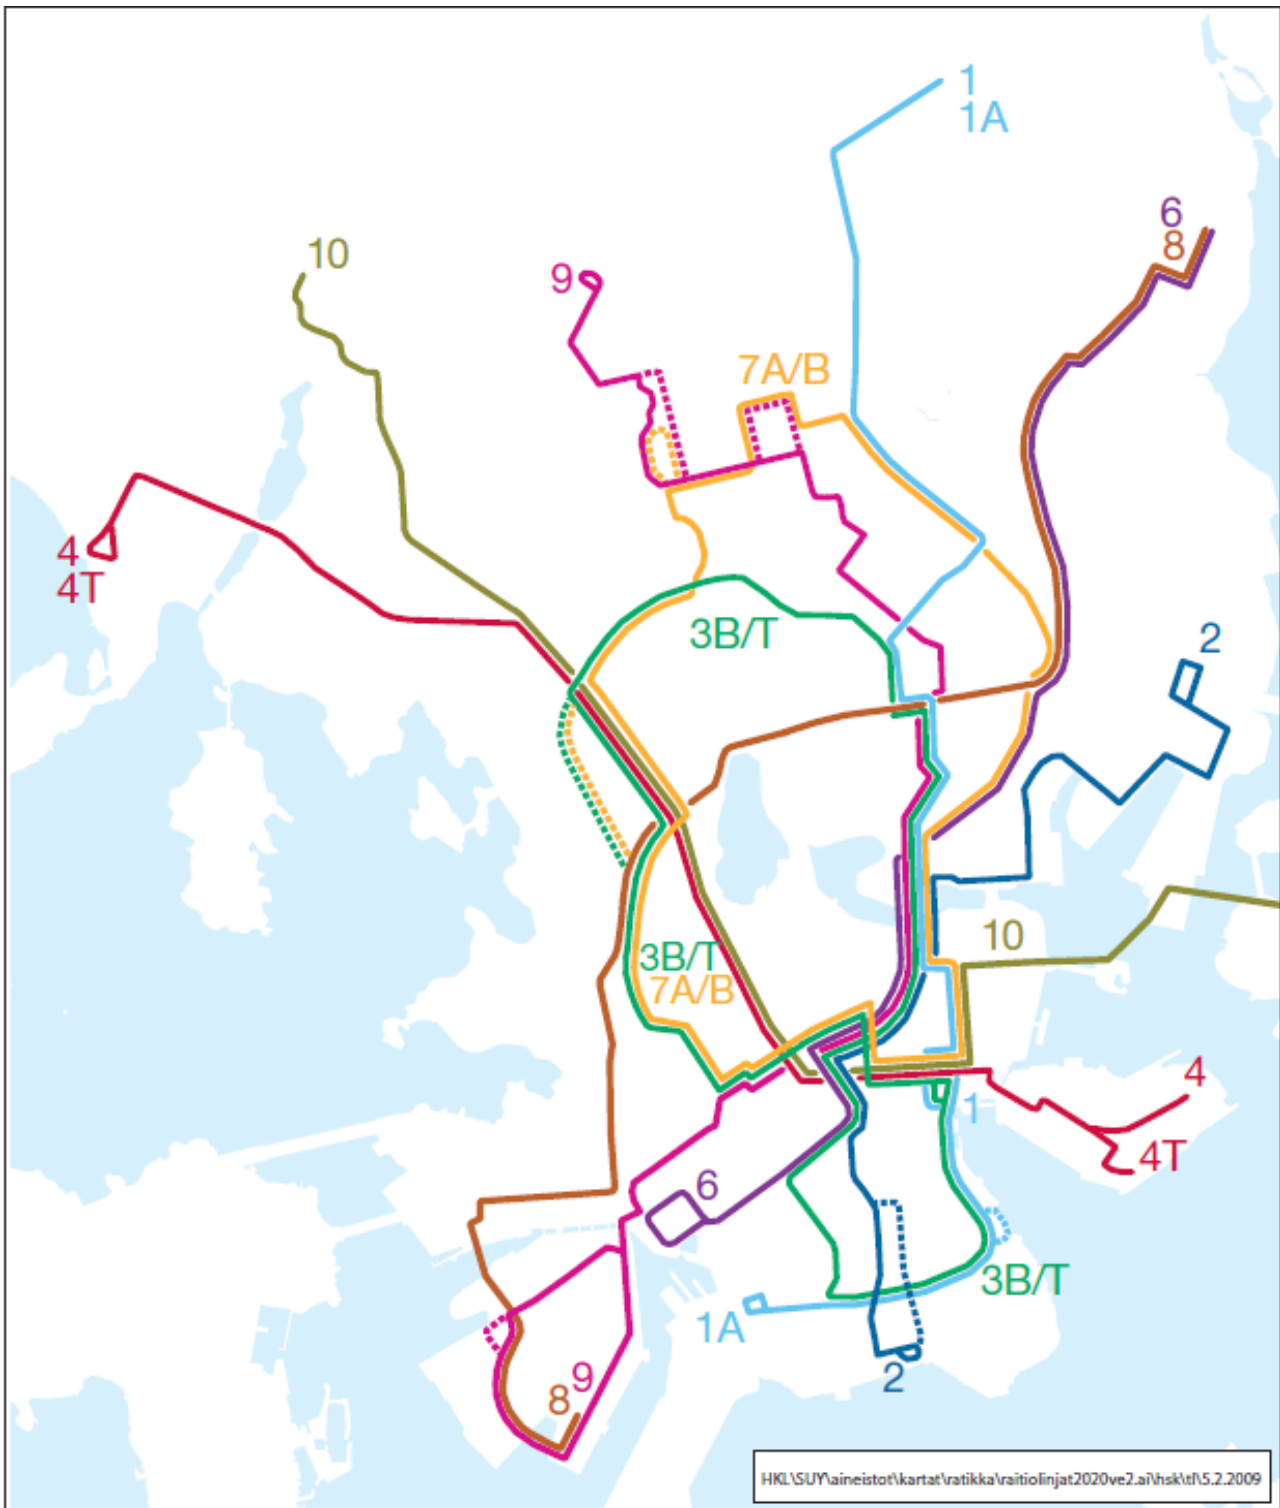 1
1A
6
8
10
9
7A/B
4
4T
3B/T
2
10
3B/T
7A/B
4
1
4T
6
3B/T
1A
2
9
8
HKL\SUY\aineistot\kartat\ratikka\raitiolinjat2020ve2.ai\hsk\tl\5.2.2009